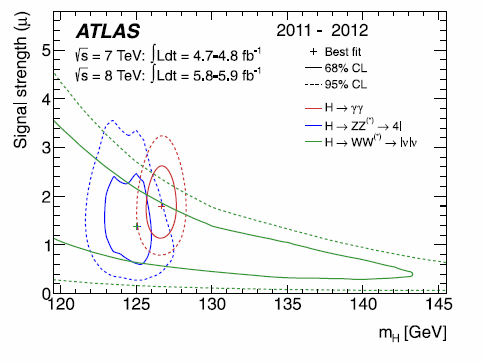 ATLAS 2011 - 2012
√s = 7 TeV: ∫Ldt = 4.7-4.8 fb⁻¹
√s = 8 TeV: ∫Ldt = 5.8-5.9 fb⁻¹
+ Best fit
68% CL
95% CL
H → γγ
H → ZZ⁽*⁾ → 4l
H → WW⁽*⁾ → lνlν
Signal strength (μ)
5
4
3
2
1
0
120 125 130 135 140 145
m_H [GeV]